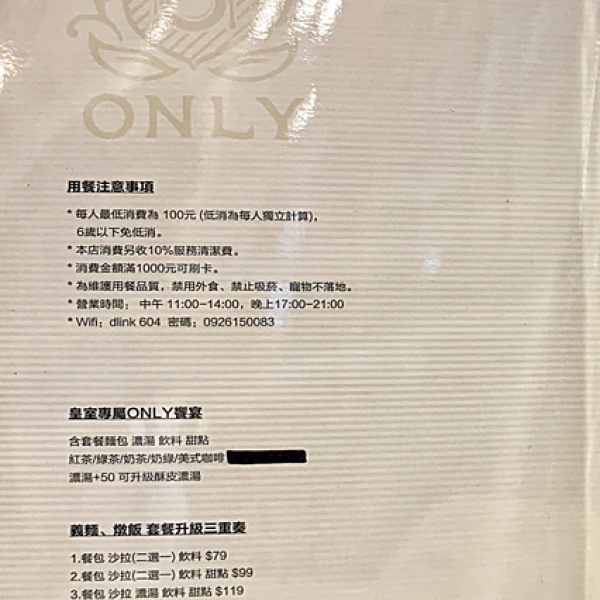 ONLY
用餐注意事項
* 每人最低消費為 100元 (低消為每人獨立計算),
6歲以下免低消。
* 本店消費另收10%服務清潔費。
* 消費金額滿1000元可刷卡。
* 為維護用餐品質，禁用外食、禁止吸菸、寵物不落地。
* 營業時間： 中午 11:00-14:00，晚上17:00-21:00
* Wifi；dlink 604 密碼；0926150083
皇室專屬ONLY饗宴
含套餐麵包 濃湯 飲料 甜點
紅茶/綠茶/奶茶/奶綠/美式咖啡
濃湯+50 可升級酥皮濃湯
義麵、燉飯 套餐升級三重奏
1.餐包 沙拉(二選一) 飲料 $79
2.餐包 沙拉(二選一) 飲料 甜點 $99
3.餐包 沙拉 濃湯 飲料 甜點 $119